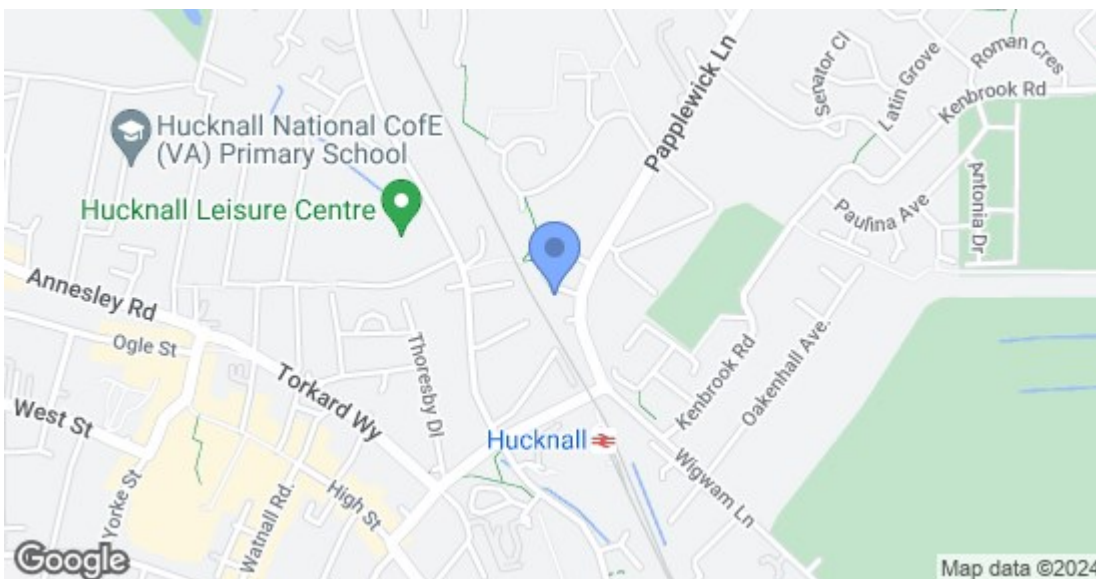 Papplewick Ln
Senator Cl
Latin Grove
Roman Cres
Kenbrook Rd
Hucknall National CofE
(VA) Primary School
Hucknall Leisure Centre
Antonia Dr
Paulina Ave
Annesley Rd
Ogle St
Torkard Wy
Thoresby Dl
West St
Kenbrook Rd
Oakenhall Ave.
Hucknall
Wigwam Ln
High St
Yorke St
Watnall Rd.
Google
Map data ©2024